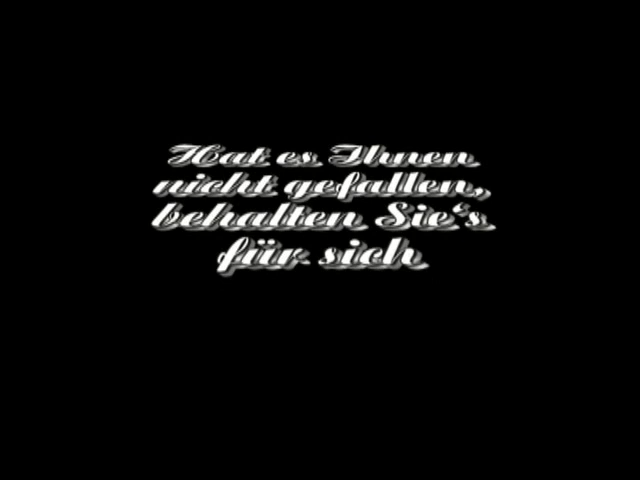 Hat es Ihnen
nicht gefallen,
behalten Sie's
für sich